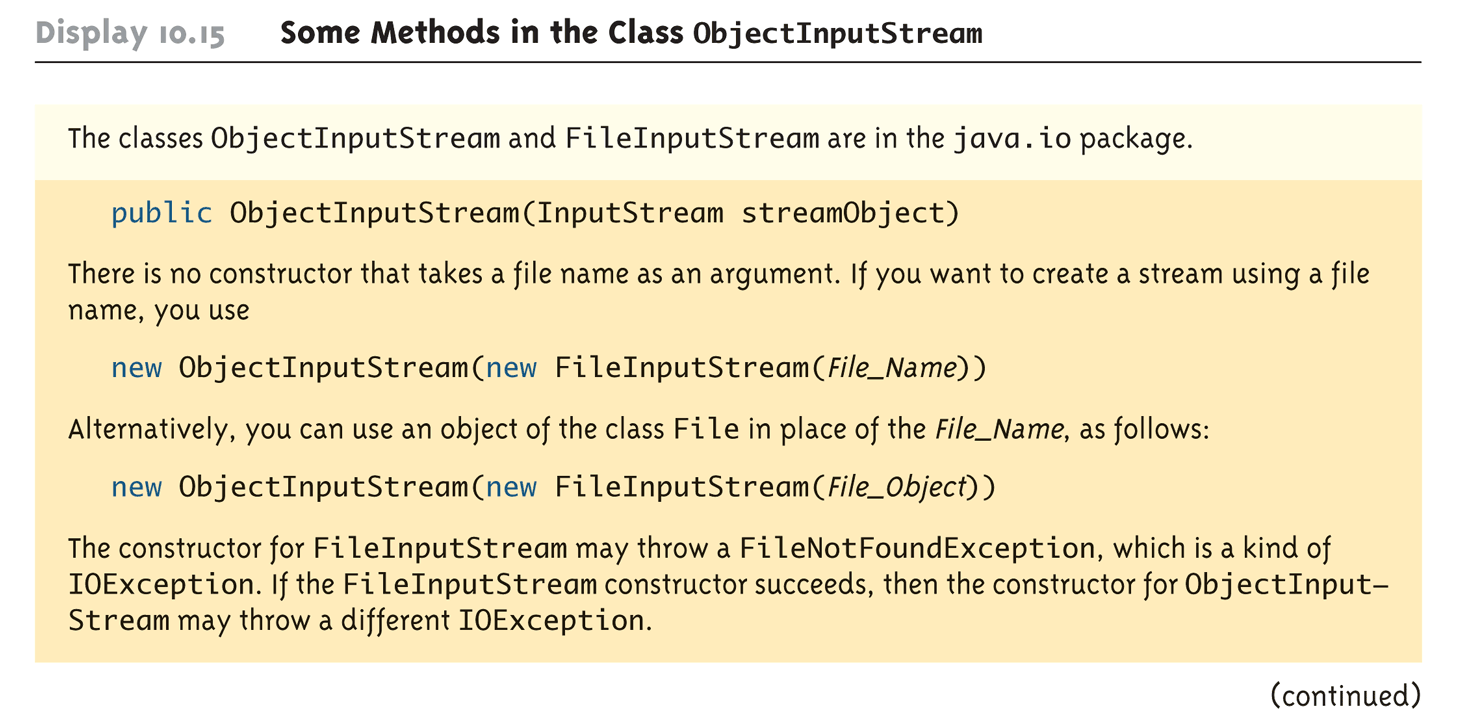 Display 10.15 Some Methods in the Class ObjectInputStream
The classes ObjectInputStream and FileInputStream are in the java.io package.
public ObjectInputStream(InputStream streamObject)
There is no constructor that takes a file name as an argument. If you want to create a stream using a file
name, you use
new ObjectInputStream(new FileInputStream(File_Name))
Alternatively, you can use an object of the class File in place of the File_Name, as follows:
new ObjectInputStream(new FileInputStream(File_Object))
The constructor for FileInputStream may throw a FileNotFoundException, which is a kind of
IOException. If the FileInputStream constructor succeeds, then the constructor for ObjectInput–
Stream may throw a different IOException.
(continued)